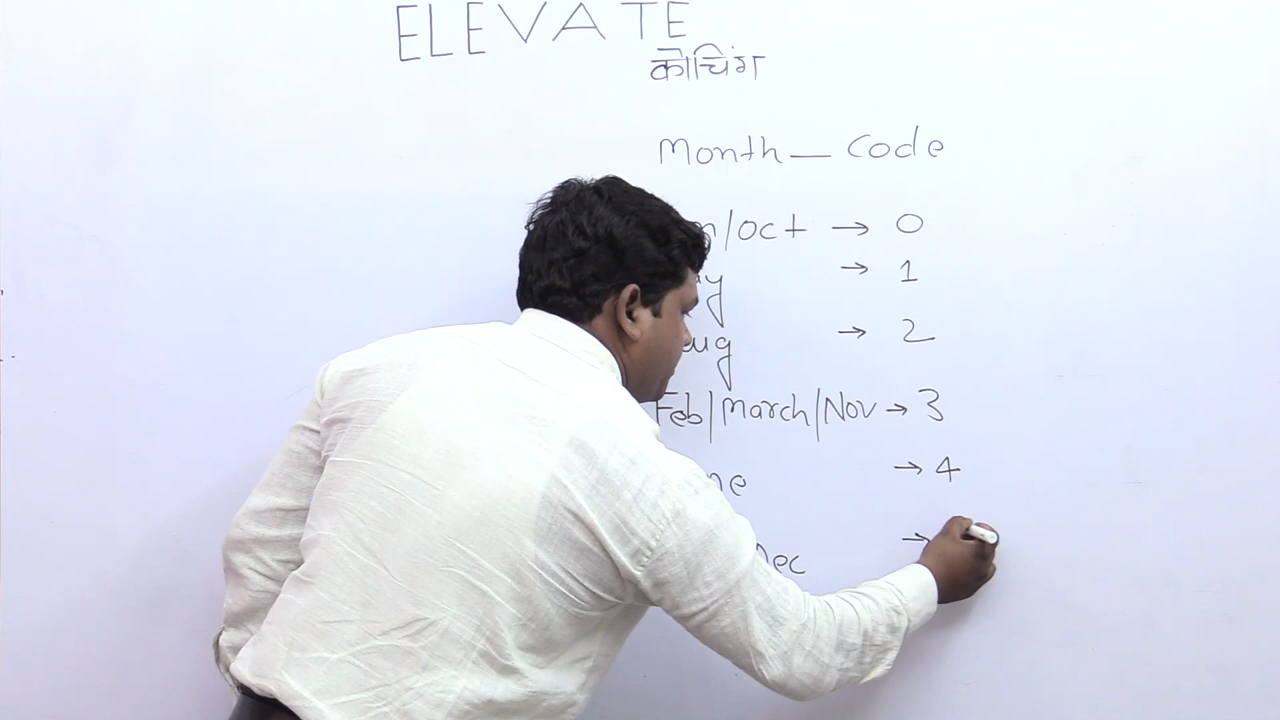 ELEVATE
कोचिंग
Month — Code
/Oct → 0
→ 1
→ 2
Feb/March/Nov → 3
→ 4
→